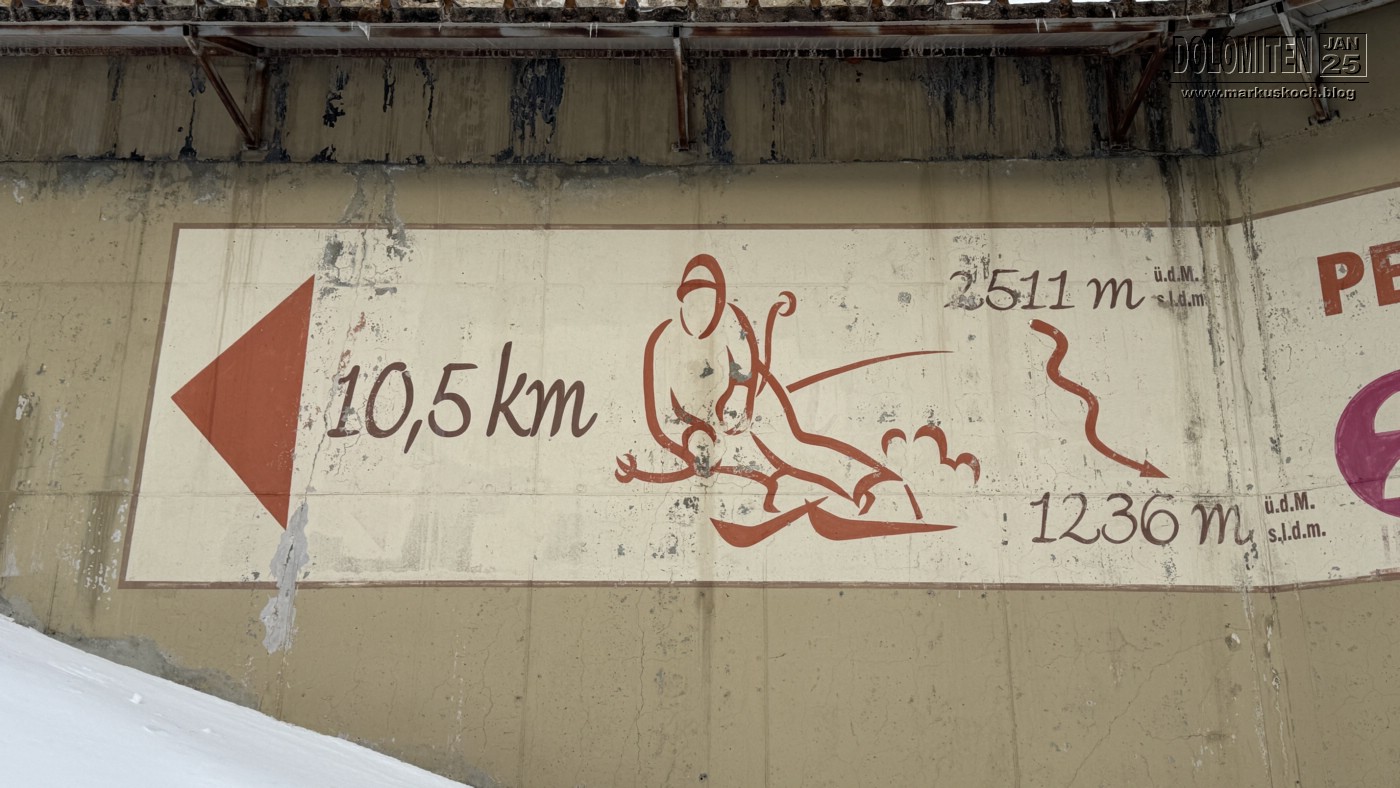 DOLOMITEN JAN 25
www.markuskoch.blog
2511 m ü.d.M.
s.l.d.m
10,5 km
1236 m ü.d.M.
s.l.d.m.
PE